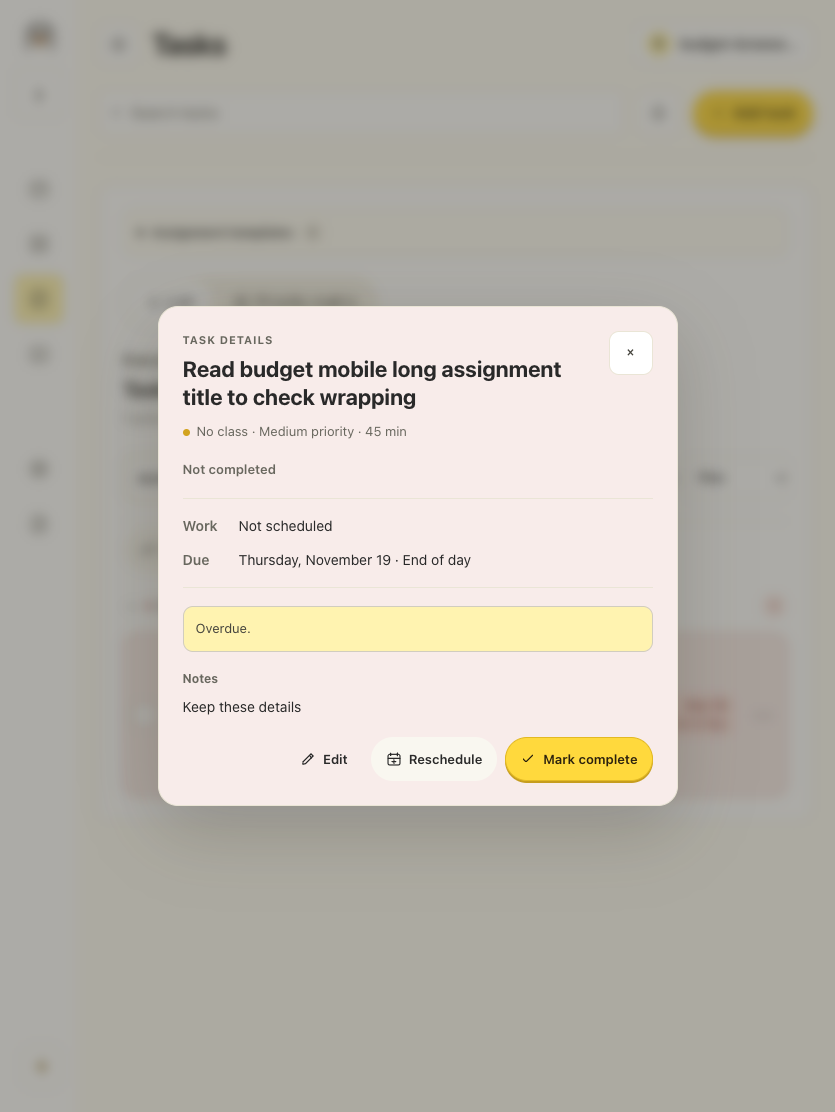 Tasks
TASK DETAILS
×
Read budget mobile long assignment
title to check wrapping
No class · Medium priority · 45 min
Not completed
Work Not scheduled
Due Thursday, November 19 · End of day
Overdue.
Notes
Keep these details
Edit Reschedule Mark complete